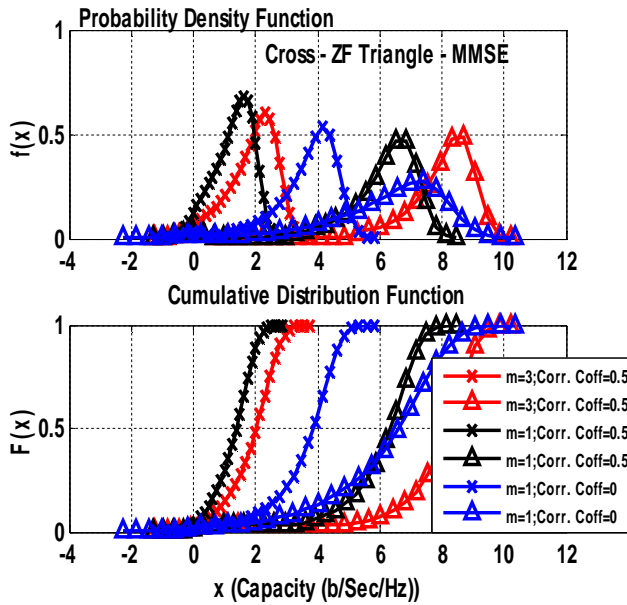 Probability Density Function
Cross - ZF Triangle - MMSE
f(x)
1
0.5
0
-4 -2 0 2 4 6 8 10 12
Cumulative Distribution Function
F(x)
1
0.5
0
m=3;Corr. Coff=0.5
m=3;Corr. Coff=0.5
m=1;Corr. Coff=0.5
m=1;Corr. Coff=0.5
m=1;Corr. Coff=0
m=1;Corr. Coff=0
-4 -2 0 2 4 6 8 10 12
x (Capacity (b/Sec/Hz))